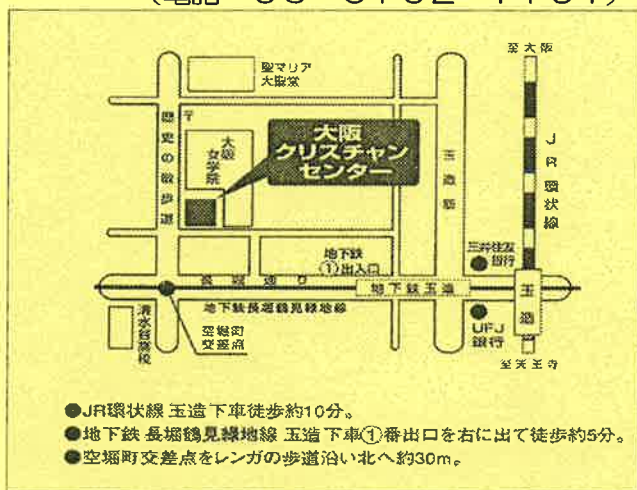 至大阪
聖マリア
大聖堂
〒
歴史の散歩道
大阪
女学院
大阪
クリスチャン
センター
玉造筋
JR環状線
地下鉄
①出入口
三井住友
銀行
長堀通り
地下鉄玉造
玉造
地下鉄長堀鶴見緑地線
清水谷高校
空堀町
交差点
UFJ
銀行
至天王寺
●JR環状線 玉造下車徒歩約10分。
●地下鉄 長堀鶴見緑地線 玉造下車①番出口を右に出て徒歩約5分。
●空堀町交差点をレンガの歩道沿い北へ約30m。